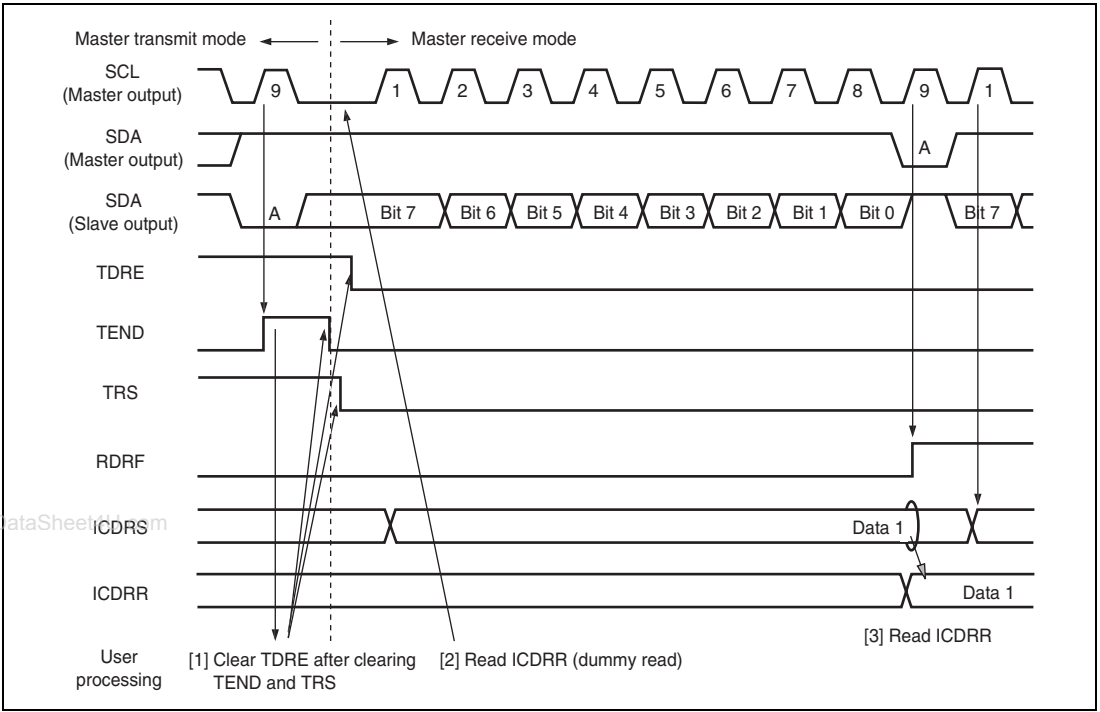 Master transmit mode
Master receive mode
SCL
(Master output)
9
1
2
3
4
5
6
7
8
9
1
SDA
(Master output)
A
SDA
(Slave output)
A
Bit 7
Bit 6
Bit 5
Bit 4
Bit 3
Bit 2
Bit 1
Bit 0
Bit 7
TDRE
TEND
TRS
RDRF
ICDRS
Data 1
ICDRR
Data 1
[3] Read ICDRR
User
processing
[1] Clear TDRE after clearing
TEND and TRS
[2] Read ICDRR (dummy read)